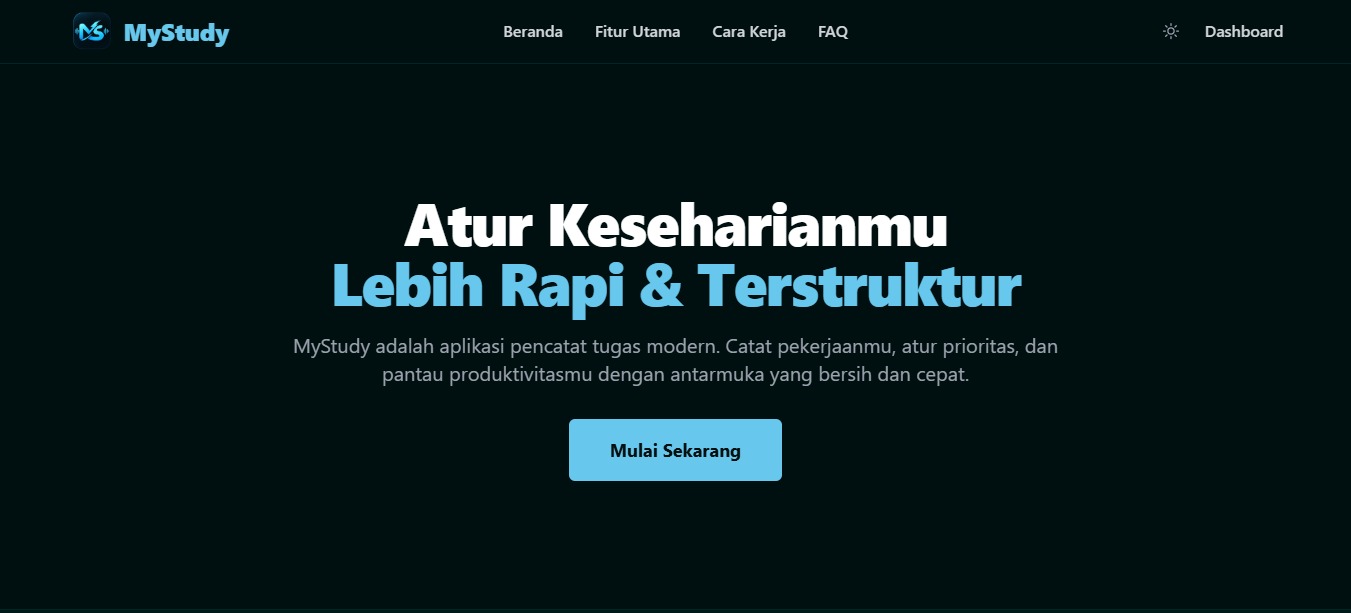 MS MyStudy
Beranda Fitur Utama Cara Kerja FAQ
Dashboard
Atur Keseharianmu
Lebih Rapi & Terstruktur
MyStudy adalah aplikasi pencatat tugas modern. Catat pekerjaanmu, atur prioritas, dan
pantau produktivitasmu dengan antarmuka yang bersih dan cepat.
Mulai Sekarang